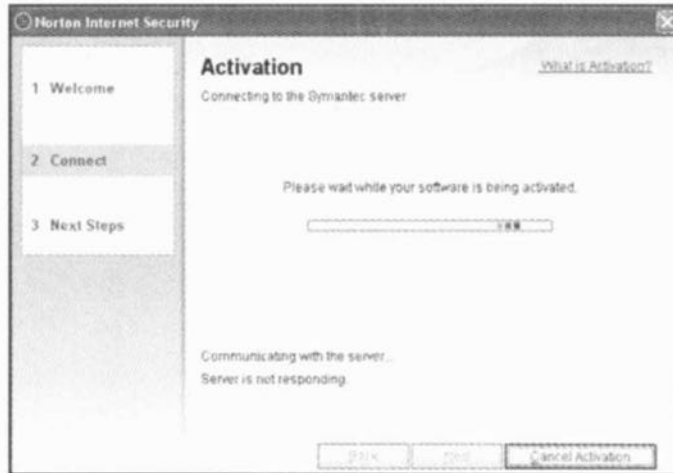 Norton Internet Security
1 Welcome
2 Connect
3 Next Steps
Activation
What is Activation?
Connecting to the Symantec server
Please wait while your software is being activated.
Communicating with the server...
Server is not responding.
Back
Next
Cancel Activation